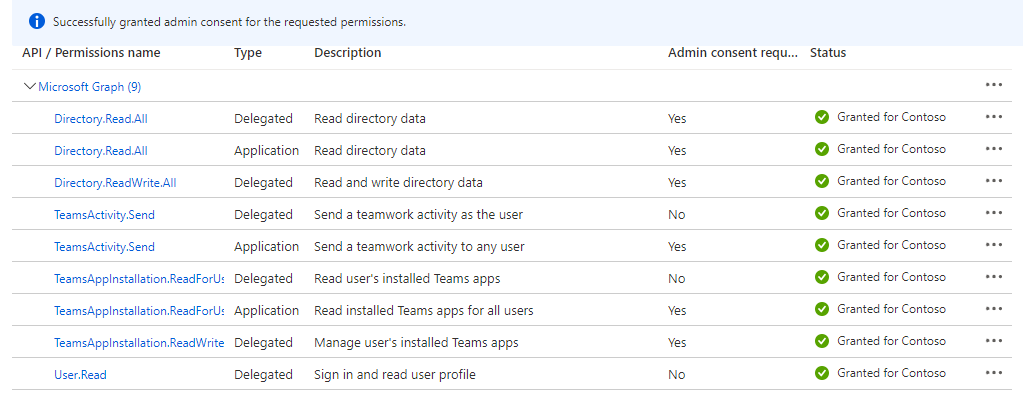 Successfully granted admin consent for the requested permissions.
API / Permissions name Type Description Admin consent requ... Status
Microsoft Graph (9)
Directory.Read.All Delegated Read directory data Yes Granted for Contoso
Directory.Read.All Application Read directory data Yes Granted for Contoso
Directory.ReadWrite.All Delegated Read and write directory data Yes Granted for Contoso
TeamsActivity.Send Delegated Send a teamwork activity as the user No Granted for Contoso
TeamsActivity.Send Application Send a teamwork activity to any user Yes Granted for Contoso
TeamsAppInstallation.ReadForUs Delegated Read user's installed Teams apps No Granted for Contoso
TeamsAppInstallation.ReadForUs Application Read installed Teams apps for all users Yes Granted for Contoso
TeamsAppInstallation.ReadWrite Delegated Manage user's installed Teams apps Yes Granted for Contoso
User.Read Delegated Sign in and read user profile No Granted for Contoso